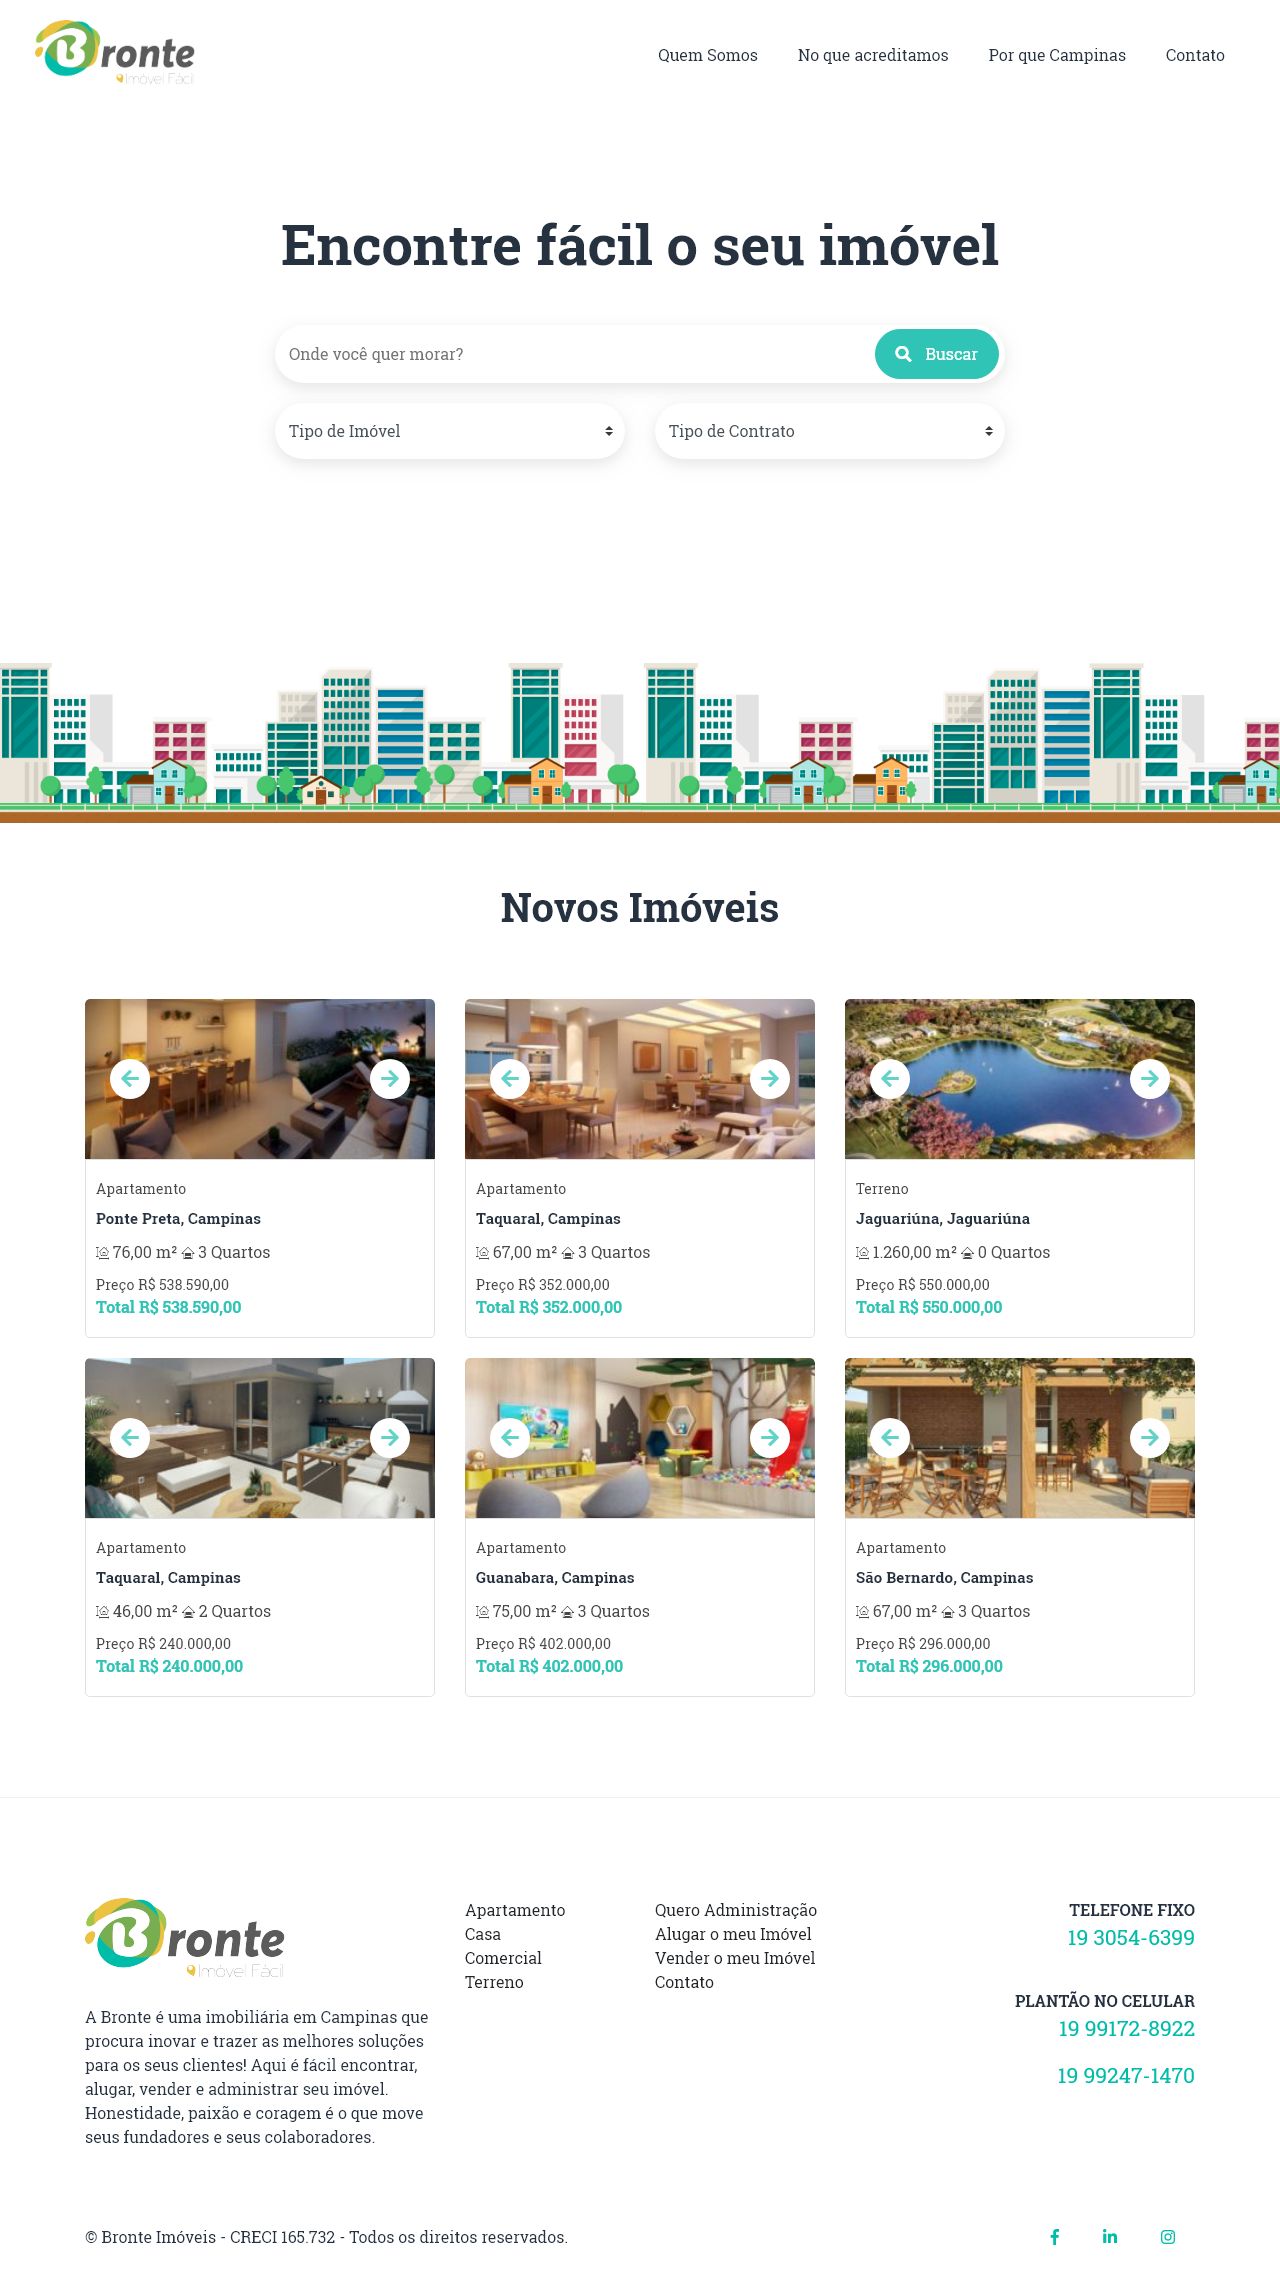 Bronte
Imóvel Fácil
Quem Somos
No que acreditamos
Por que Campinas
Contato
Encontre fácil o seu imóvel
Onde você quer morar?
Buscar
Tipo de Imóvel
Tipo de Contrato
Novos Imóveis
Apartamento
Ponte Preta, Campinas
76,00 m² 3 Quartos
Preço R$ 538.590,00
Total R$ 538.590,00
Apartamento
Taquaral, Campinas
67,00 m² 3 Quartos
Preço R$ 352.000,00
Total R$ 352.000,00
Terreno
Jaguariúna, Jaguariúna
1.260,00 m² 0 Quartos
Preço R$ 550.000,00
Total R$ 550.000,00
Apartamento
Taquaral, Campinas
46,00 m² 2 Quartos
Preço R$ 240.000,00
Total R$ 240.000,00
Apartamento
Guanabara, Campinas
75,00 m² 3 Quartos
Preço R$ 402.000,00
Total R$ 402.000,00
Apartamento
São Bernardo, Campinas
67,00 m² 3 Quartos
Preço R$ 296.000,00
Total R$ 296.000,00
Bronte
Imóvel Fácil
A Bronte é uma imobiliária em Campinas que
procura inovar e trazer as melhores soluções
para os seus clientes! Aqui é fácil encontrar,
alugar, vender e administrar seu imóvel.
Honestidade, paixão e coragem é o que move
seus fundadores e seus colaboradores.
Apartamento
Casa
Comercial
Terreno
Quero Administração
Alugar o meu Imóvel
Vender o meu Imóvel
Contato
TELEFONE FIXO
19 3054-6399
PLANTÃO NO CELULAR
19 99172-8922
19 99247-1470
© Bronte Imóveis - CRECI 165.732 - Todos os direitos reservados.